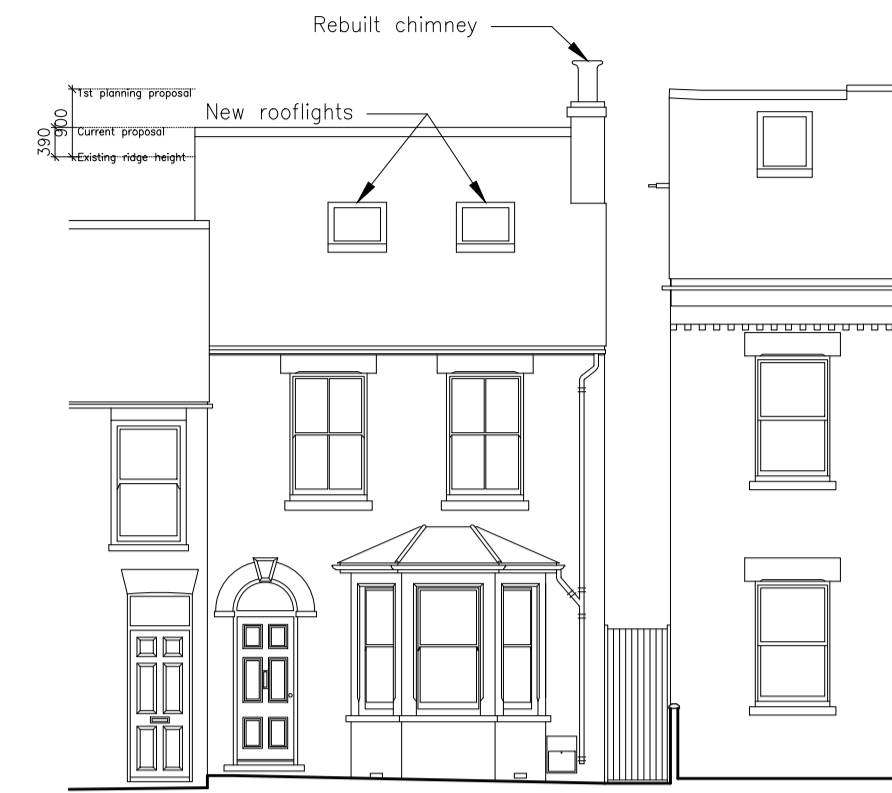 Rebuilt chimney
1st planning proposal
New rooflights
900
Current proposal
390
Existing ridge height